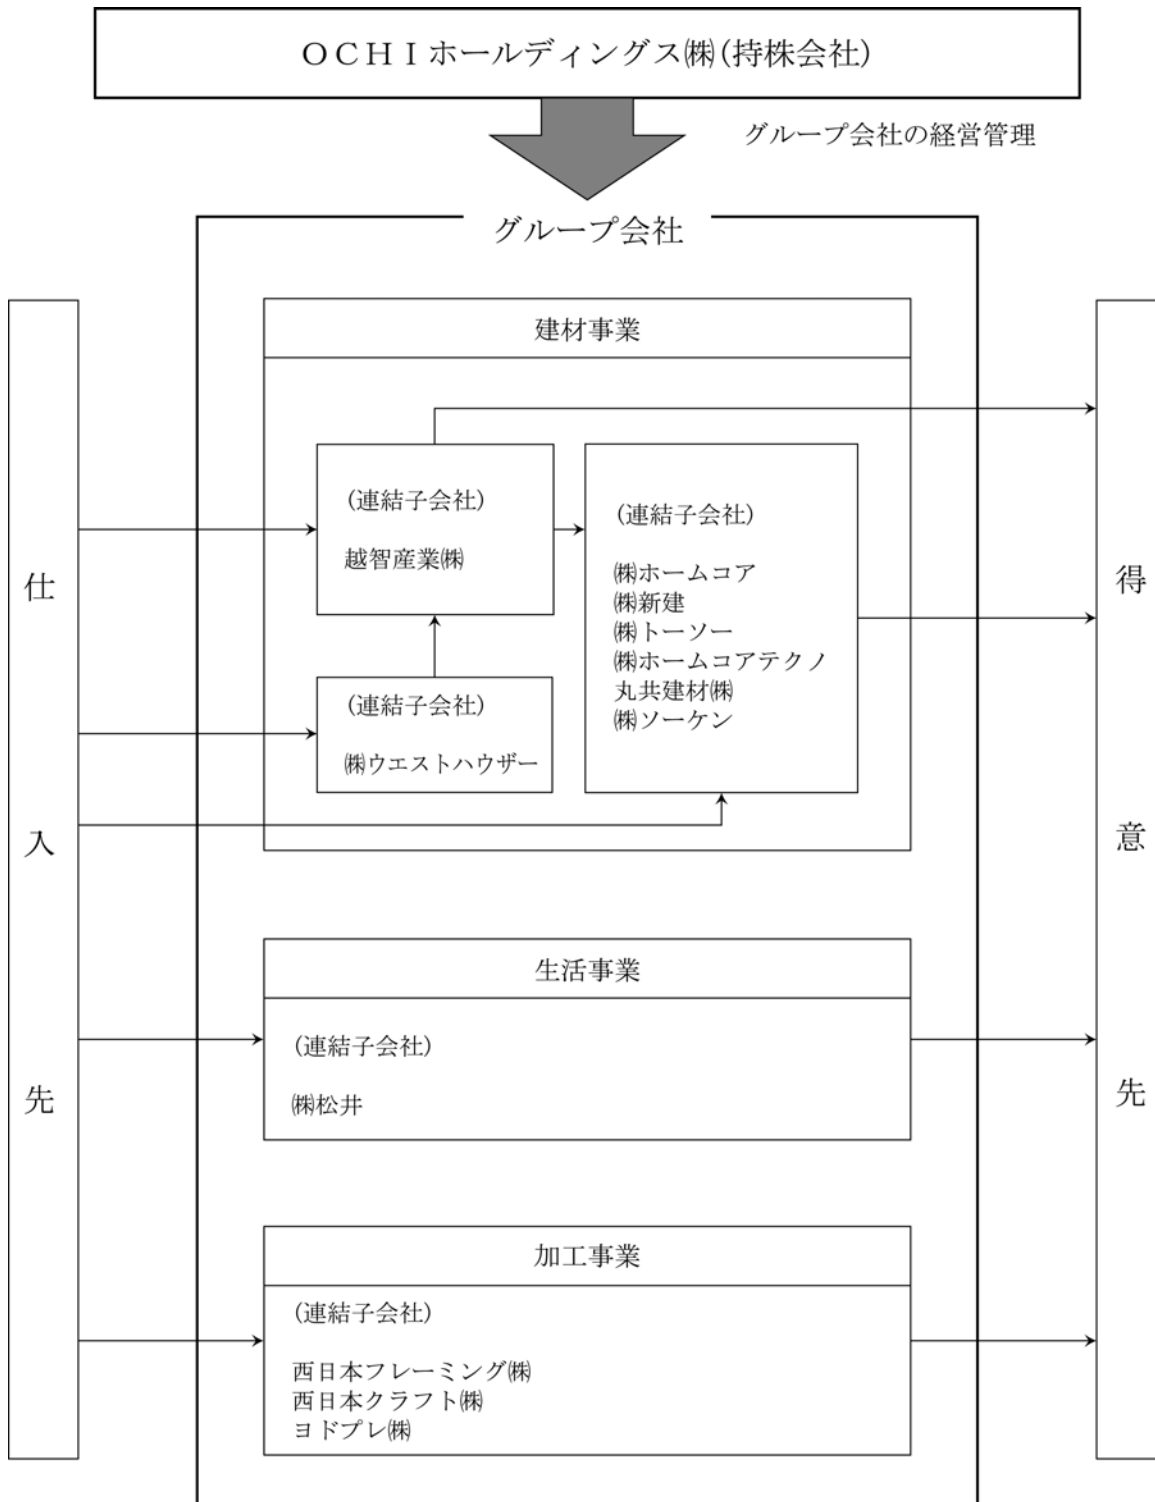 ＯＣＨＩホールディングス㈱(持株会社)
グループ会社の経営管理
グループ会社
仕入先
建材事業
(連結子会社)
越智産業㈱
(連結子会社)
㈱ウエストハウザー
(連結子会社)
㈱ホームコア
㈱新建
㈱トーソー
㈱ホームコアテクノ
丸共建材㈱
㈱ソーケン
生活事業
(連結子会社)
㈱松井
加工事業
(連結子会社)
西日本フレーミング㈱
西日本クラフト㈱
ヨドプレ㈱
得意先